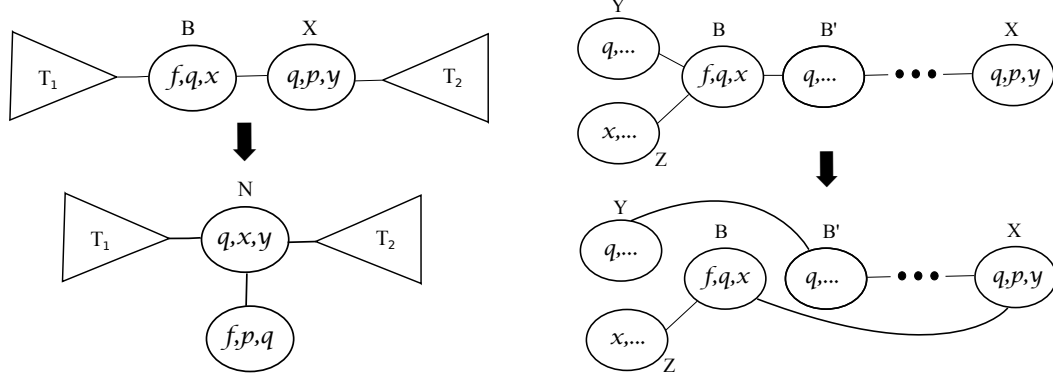 B X
T1 f,q,x q,p,y T2
N
T1 q,x,y T2
f,p,q
Y
q,... B B' X
f,q,x q,... ••• q,p,y
x,...
Z
Y B B' X
q,... f,q,x q,... ••• q,p,y
x,...
Z